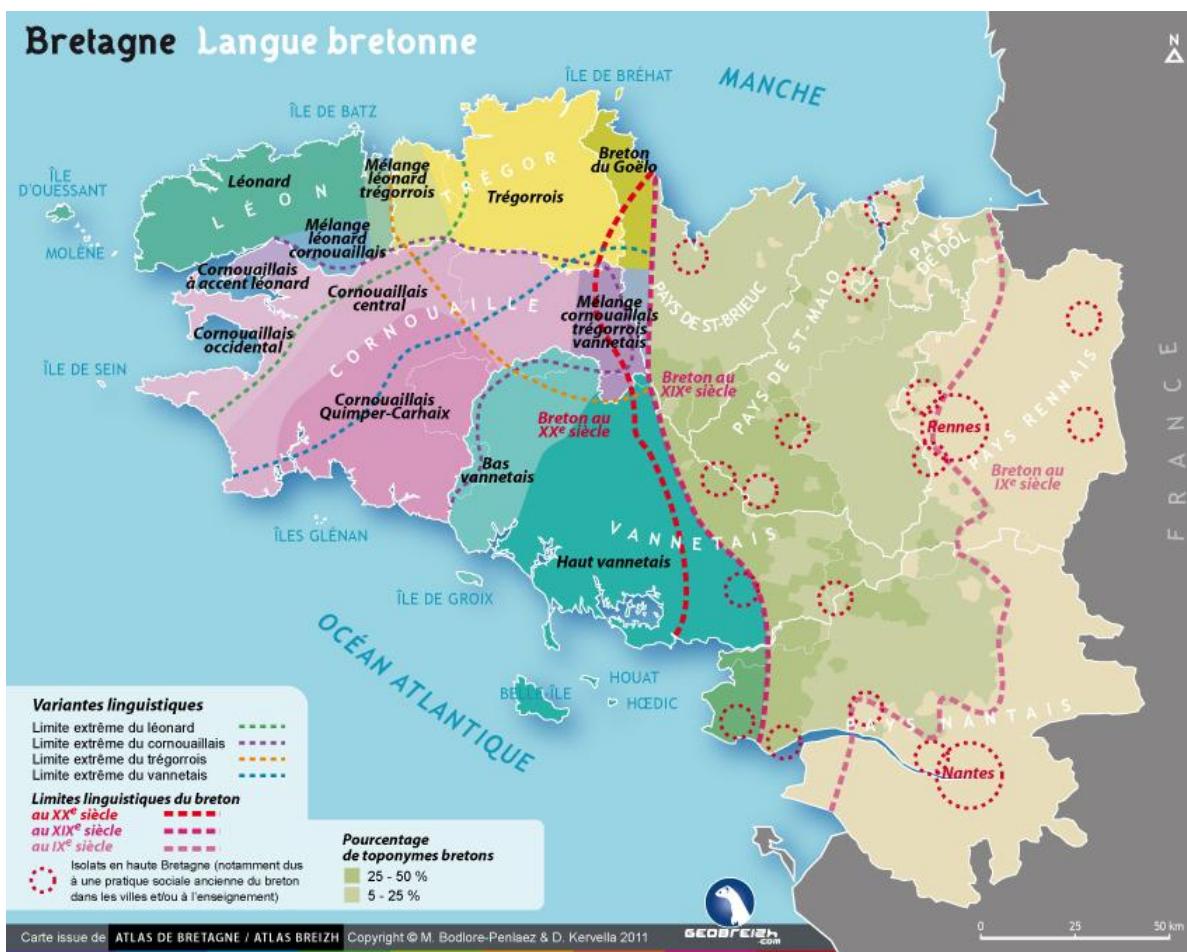 Bretagne Langue bretonne
N
MANCHE
ÎLE DE BRÉHAT
ÎLE DE BATZ
ÎLE
D'OUESSANT
MOLÈNE
ÎLE DE SEIN
Léonard
LÉON
Mélange
léonard
trégorrois
TRÉGOR
Trégorrois
Breton
du Goëlo
Mélange
léonard
cornouaillais
Cornouaillais
à accent léonard
Cornouaillais
central
Cornouaillais
occidental
CORNOUAILLE
Mélange
cornouaillais
trégorrois
vannetais
Cornouaillais
Quimper-Carhaix
Breton au
XXe siècle
Breton au
XIXe siècle
Bas
vannetais
VANNETAIS
Haut vannetais
PAYS DE ST-BRIEUC
PAYS DE ST-MALO
PAYS
DE DOL
PAYS RENNAIS
Rennes
Breton au
IXe siècle
FRANCE
ÎLES GLÉNAN
ÎLE DE GROIX
OCÉAN ATLANTIQUE
BELLE-ÎLE
HOUAT
HŒDIC
PAYS NANTAIS
Nantes
Variantes linguistiques
Limite extrême du léonard
Limite extrême du cornouaillais
Limite extrême du trégorrois
Limite extrême du vannetais
Limites linguistiques du breton
au XXe siècle
au XIXe siècle
au IXe siècle
Isolats en haute Bretagne (notamment dus
à une pratique sociale ancienne du breton
dans les villes et/ou à l'enseignement)
Pourcentage
de toponymes bretons
25 - 50 %
5 - 25 %
GEOBREIZH
.com
0 25 50 km
Carte issue de ATLAS DE BRETAGNE / ATLAS BREIZH Copyright © M. Bodlore-Penlaez & D. Kervella 2011